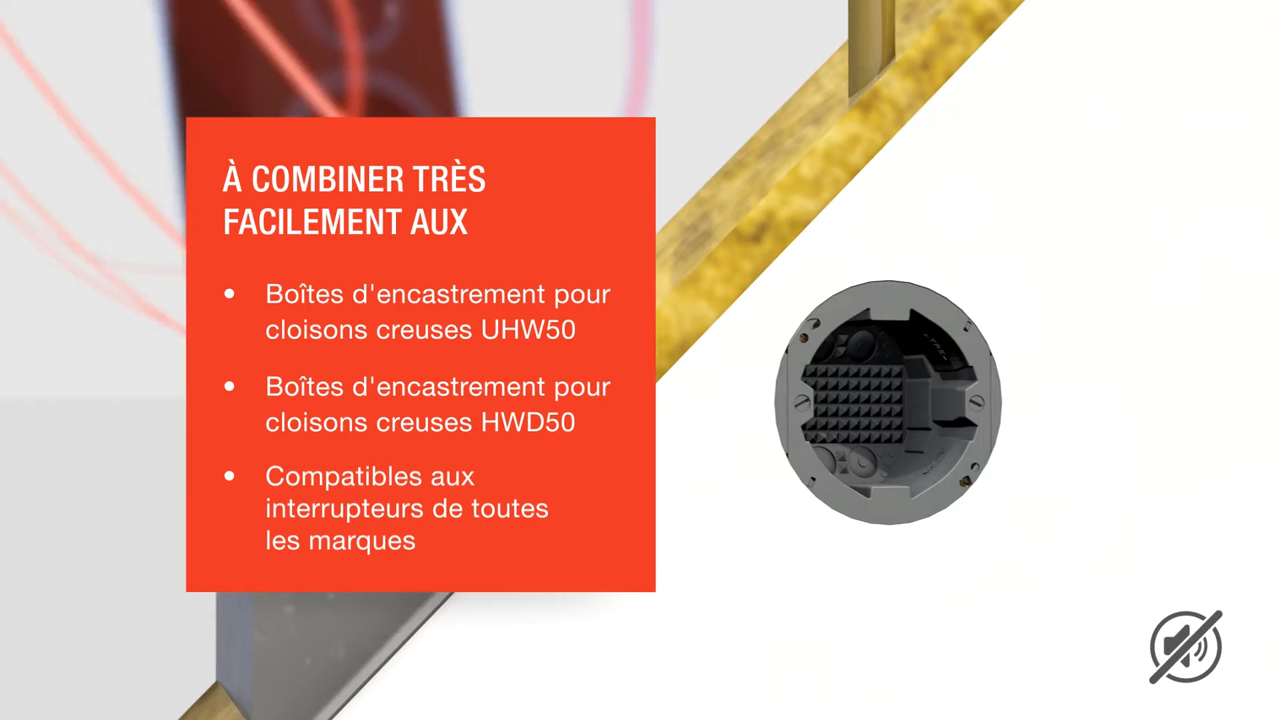 À COMBINER TRÈS
FACILEMENT AUX
• Boîtes d'encastrement pour
cloisons creuses UHW50
• Boîtes d'encastrement pour
cloisons creuses HWD50
• Compatibles aux
interrupteurs de toutes
les marques